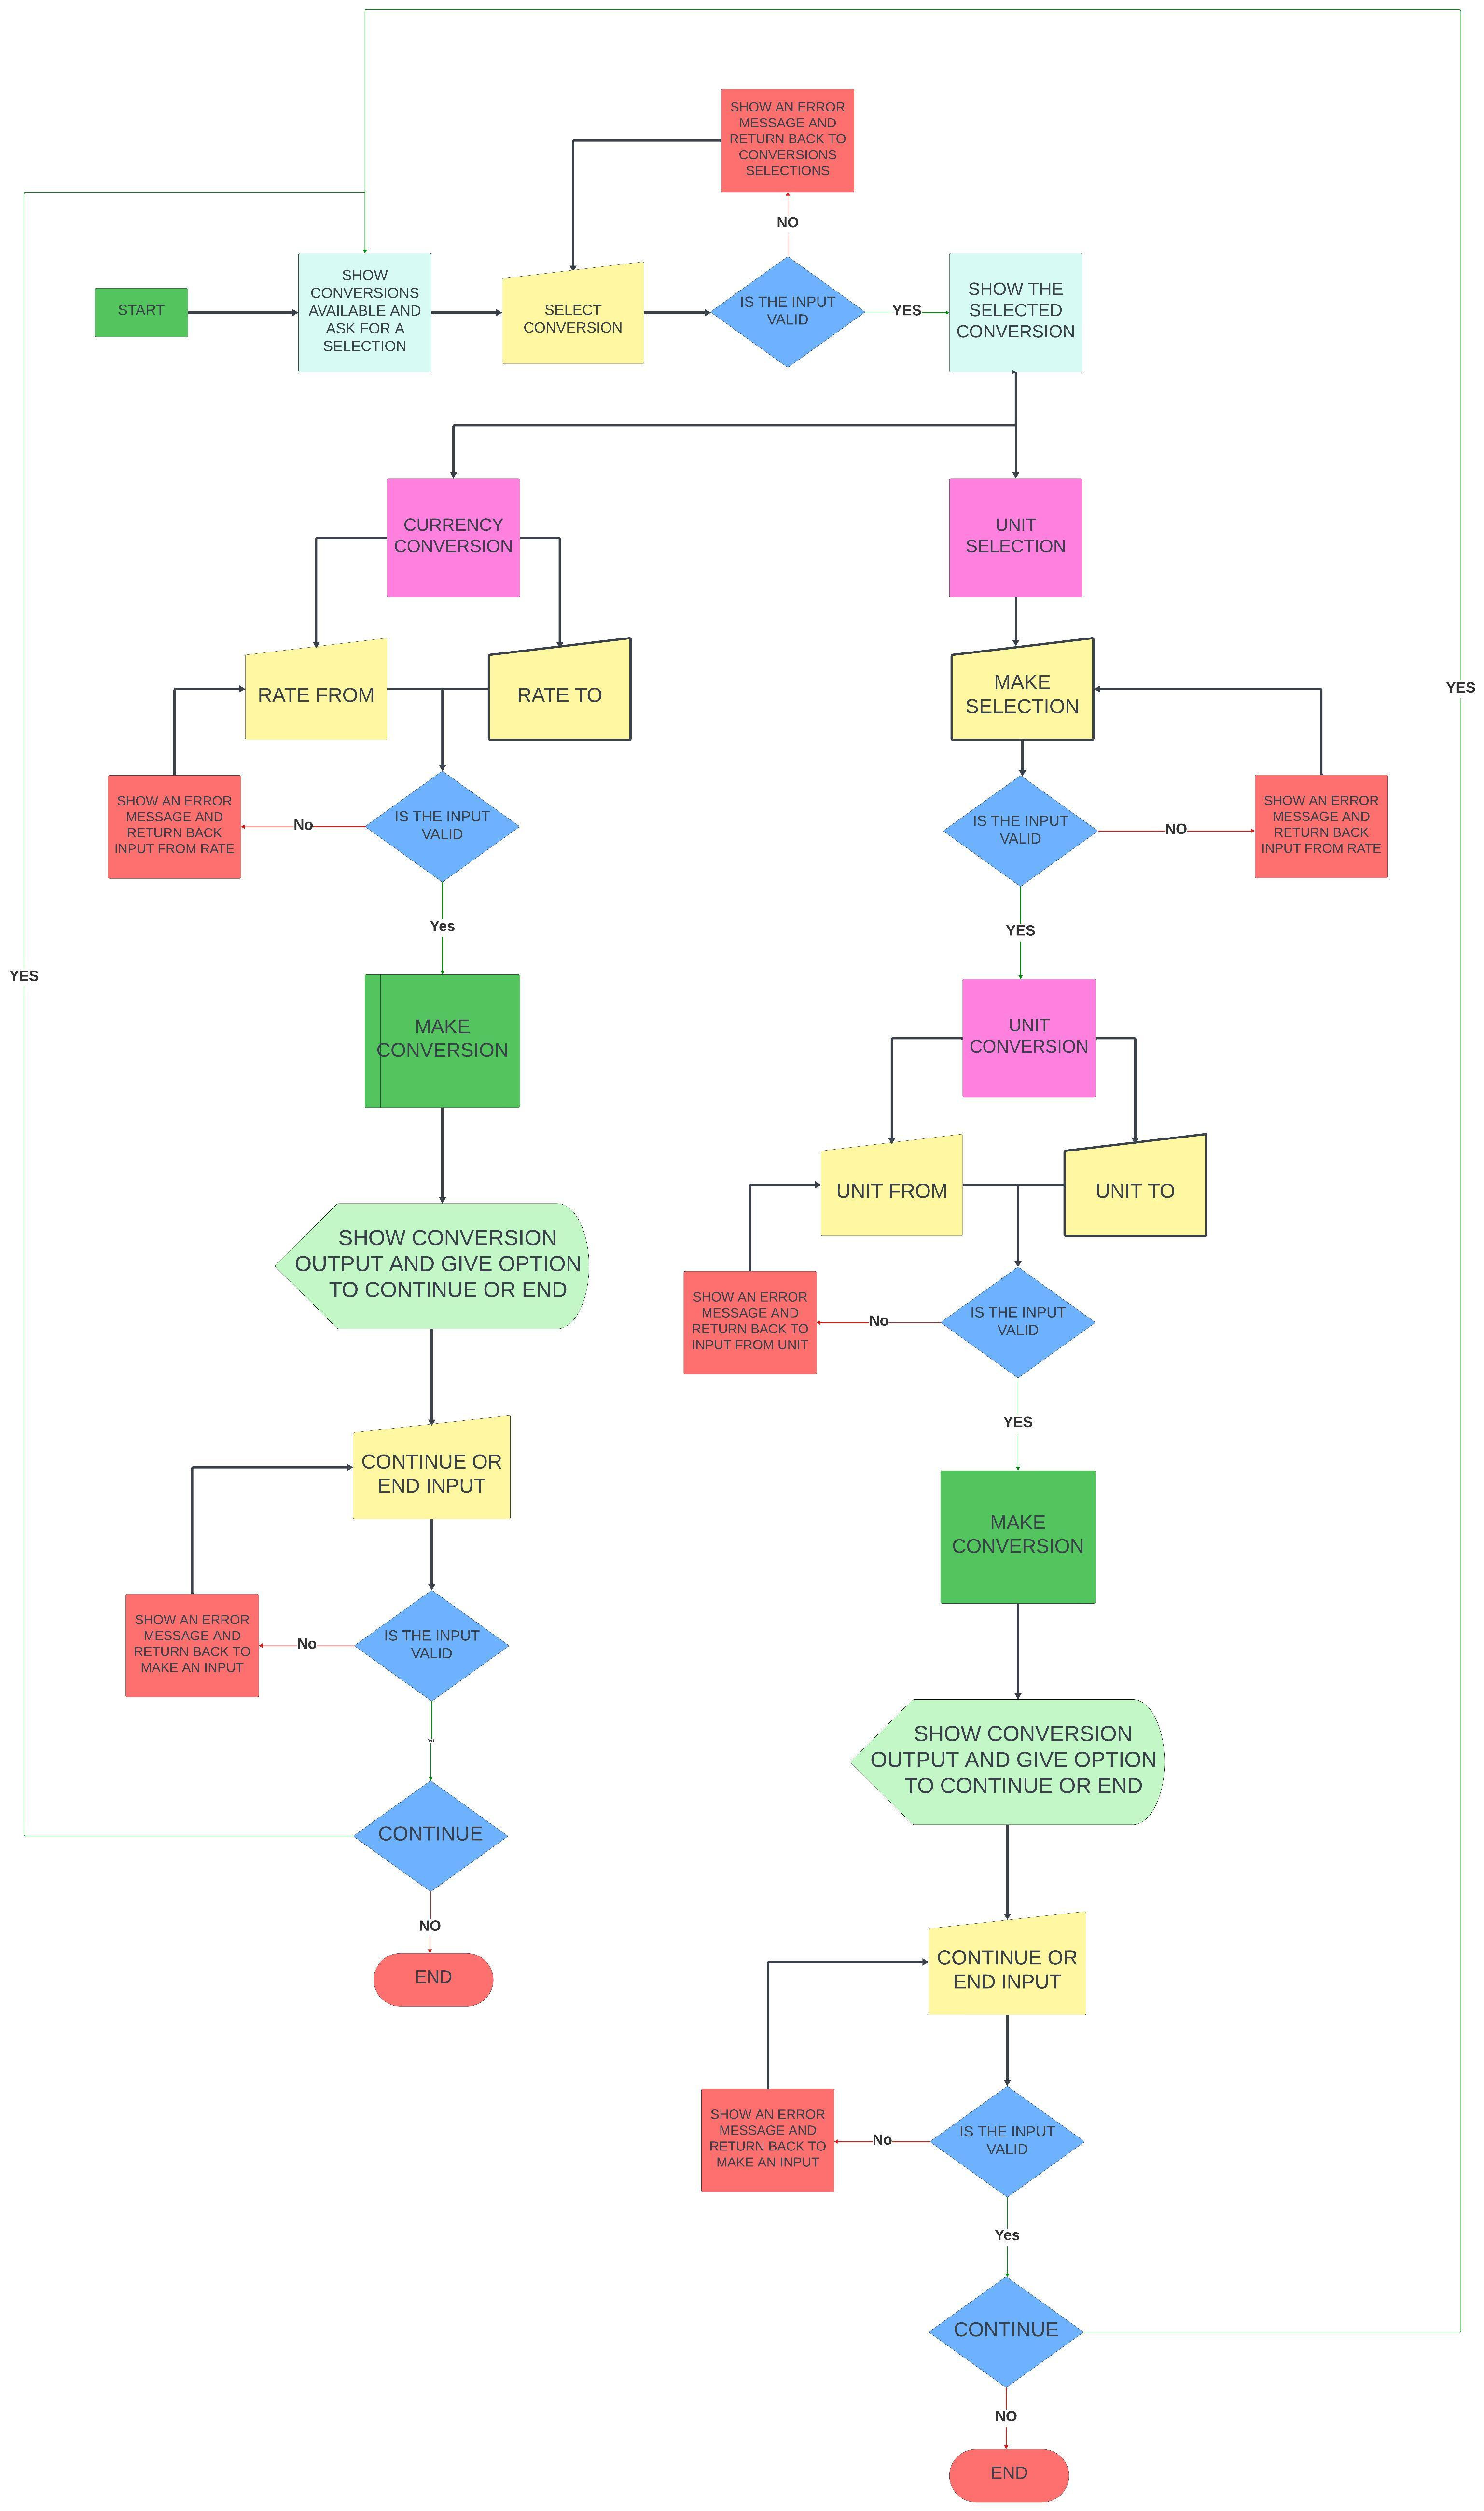 SHOW AN ERROR
MESSAGE AND
RETURN BACK TO
CONVERSIONS
SELECTIONS
NO
START
SHOW
CONVERSIONS
AVAILABLE AND
ASK FOR A
SELECTION
SELECT
CONVERSION
IS THE INPUT
VALID
YES
SHOW THE
SELECTED
CONVERSION
CURRENCY
CONVERSION
UNIT
SELECTION
RATE FROM
RATE TO
MAKE
SELECTION
YES
SHOW AN ERROR
MESSAGE AND
RETURN BACK
INPUT FROM RATE
No
IS THE INPUT
VALID
IS THE INPUT
VALID
NO
SHOW AN ERROR
MESSAGE AND
RETURN BACK
INPUT FROM RATE
Yes
YES
YES
MAKE
CONVERSION
UNIT
CONVERSION
UNIT FROM
UNIT TO
SHOW CONVERSION
OUTPUT AND GIVE OPTION
TO CONTINUE OR END
SHOW AN ERROR
MESSAGE AND
RETURN BACK TO
INPUT FROM UNIT
No
IS THE INPUT
VALID
YES
CONTINUE OR
END INPUT
MAKE
CONVERSION
SHOW AN ERROR
MESSAGE AND
RETURN BACK TO
MAKE AN INPUT
No
IS THE INPUT
VALID
SHOW CONVERSION
OUTPUT AND GIVE OPTION
TO CONTINUE OR END
CONTINUE
NO
END
CONTINUE OR
END INPUT
SHOW AN ERROR
MESSAGE AND
RETURN BACK TO
MAKE AN INPUT
No
IS THE INPUT
VALID
Yes
CONTINUE
NO
END